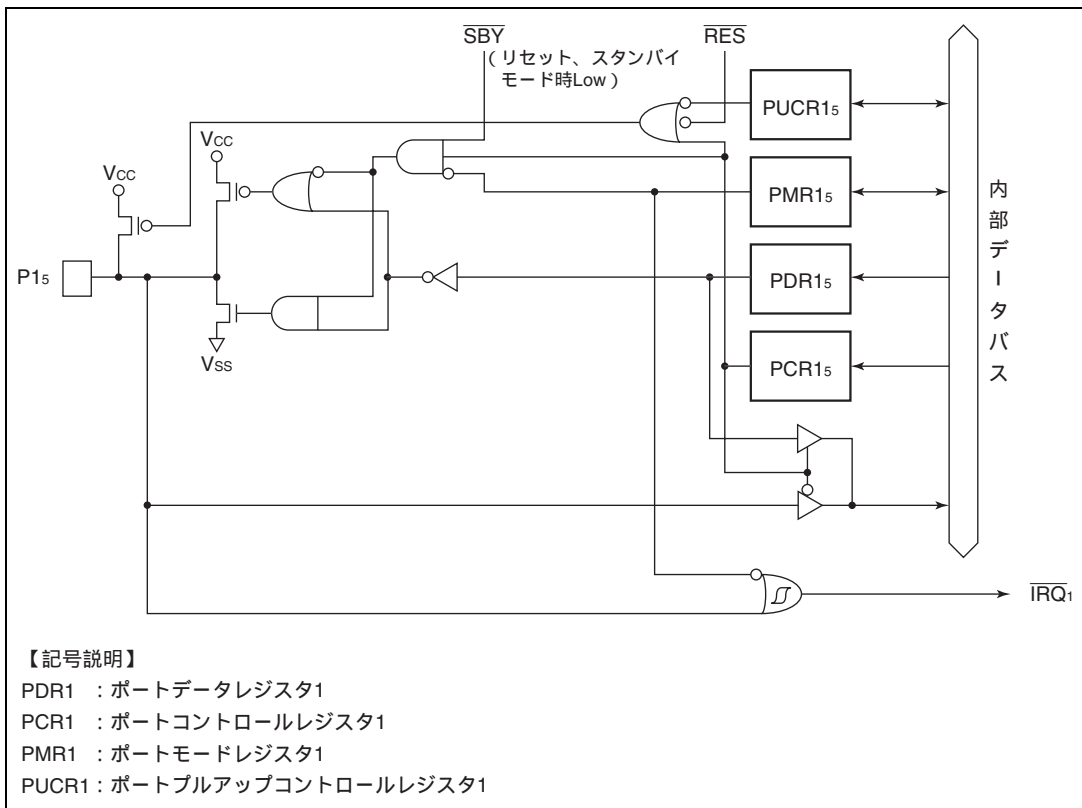 SBY
(リセット、スタンバイ
モード時Low)
RES
PUCR15
VCC
VCC
PMR15
内部データバス
P15
PDR15
VSS
PCR15
IRQ1
【記号説明】
PDR1 :ポートデータレジスタ1
PCR1 :ポートコントロールレジスタ1
PMR1 :ポートモードレジスタ1
PUCR1:ポートプルアップコントロールレジスタ1